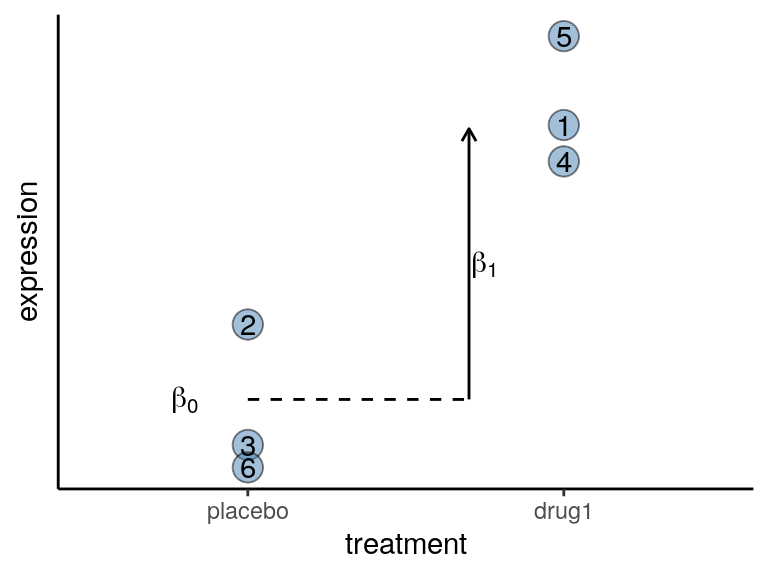 5
1
4
expression
β1
2
β0
3
6
placebo drug1
treatment